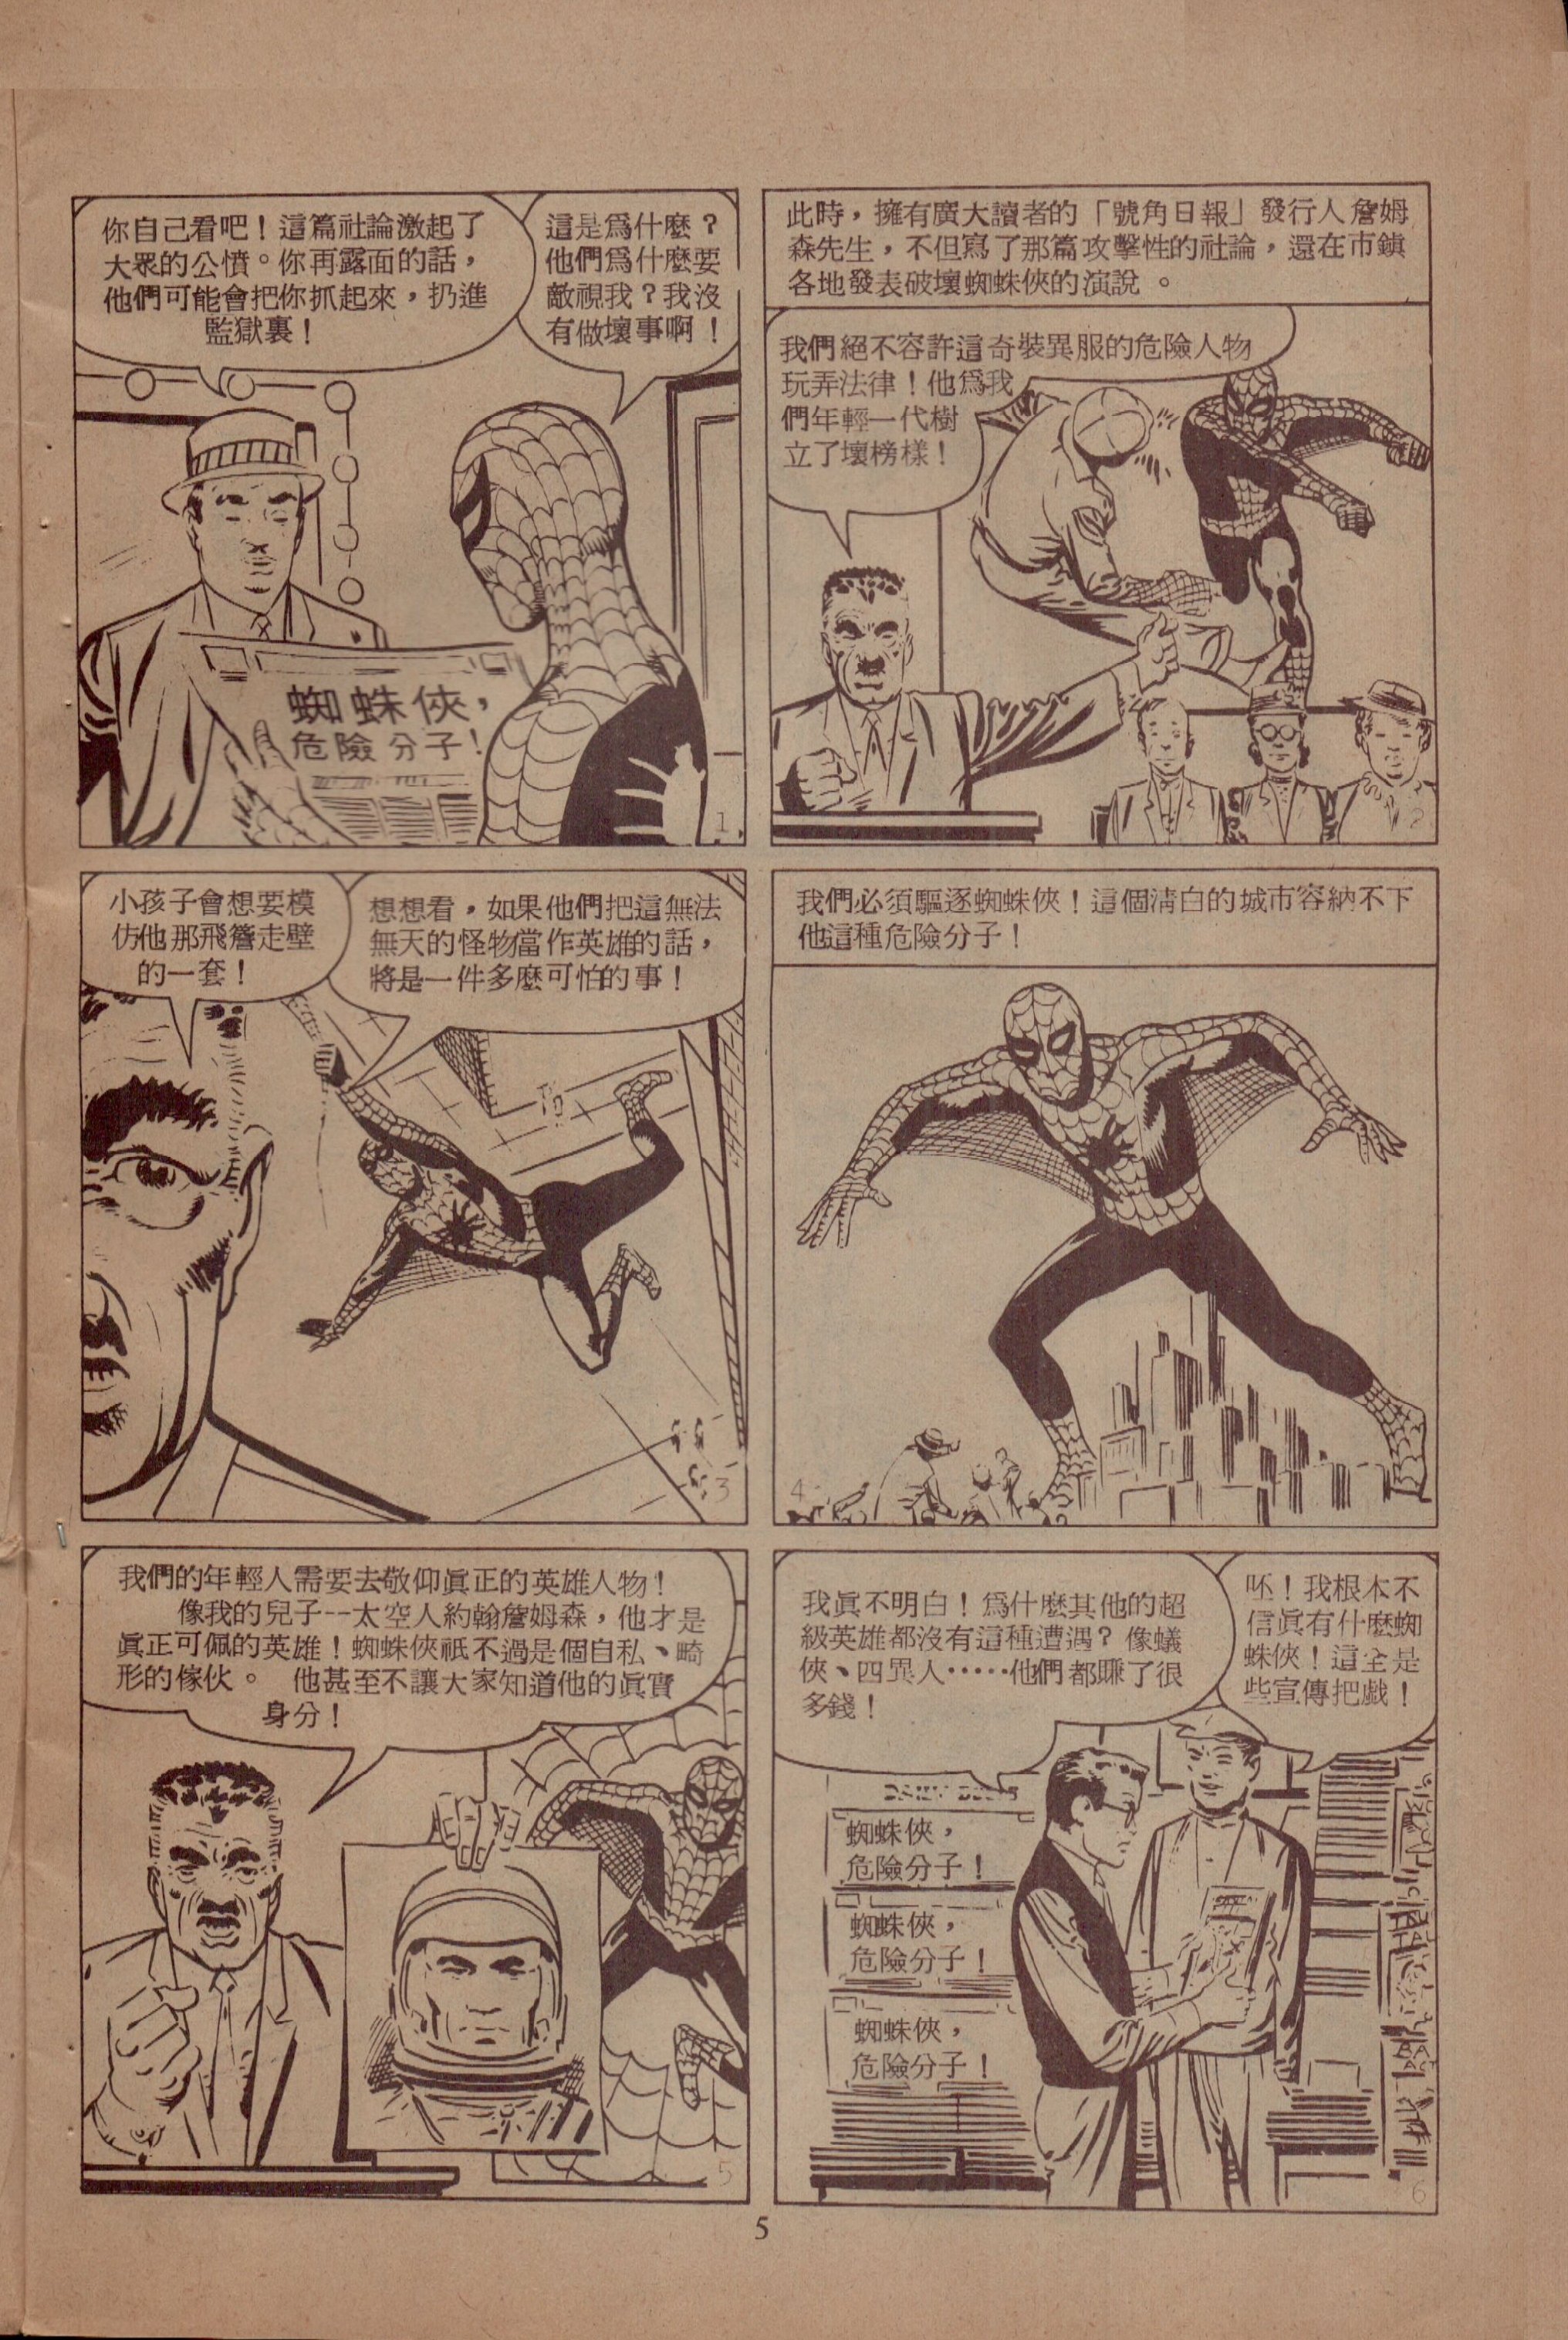 你自己看吧！這篇社論激起了
大眾的公憤。你再露面的話，
他們可能會把你抓起來，扔進
監獄裏！
這是爲什麼？
他們爲什麼要
敵視我？我沒
有做壞事啊！
蜘蛛俠，
危險分子！
1
此時，擁有廣大讀者的「號角日報」發行人詹姆
森先生，不但寫了那篇攻擊性的社論，還在市鎮
各地發表破壞蜘蛛俠的演說。
我們絕不容許這奇裝異服的危險人物
玩弄法律！他爲我
們年輕一代樹
立了壞榜樣！
2
小孩子會想要模
仿他那飛簷走壁
的一套！
想想看，如果他們把這無法
無天的怪物當作英雄的話，
將是一件多麼可怕的事！
3
我們必須驅逐蜘蛛俠！這個清白的城市容納不下
他這種危險分子！
4
我們的年輕人需要去敬仰眞正的英雄人物！
像我的兒子--太空人約翰詹姆森，他才是
眞正可佩的英雄！蜘蛛俠祇不過是個自私、畸
形的傢伙。 他甚至不讓大家知道他的眞實
身分！
5
我眞不明白！爲什麼其他的超
級英雄都沒有這種遭遇？像蟻
俠、四異人……他們都賺了很
多錢！
呸！我根本不
信眞有什麼蜘
蛛俠！這全是
些宣傳把戲！
蜘蛛俠，
危險分子！
蜘蛛俠，
危險分子！
蜘蛛俠，
危險分子！
6
5